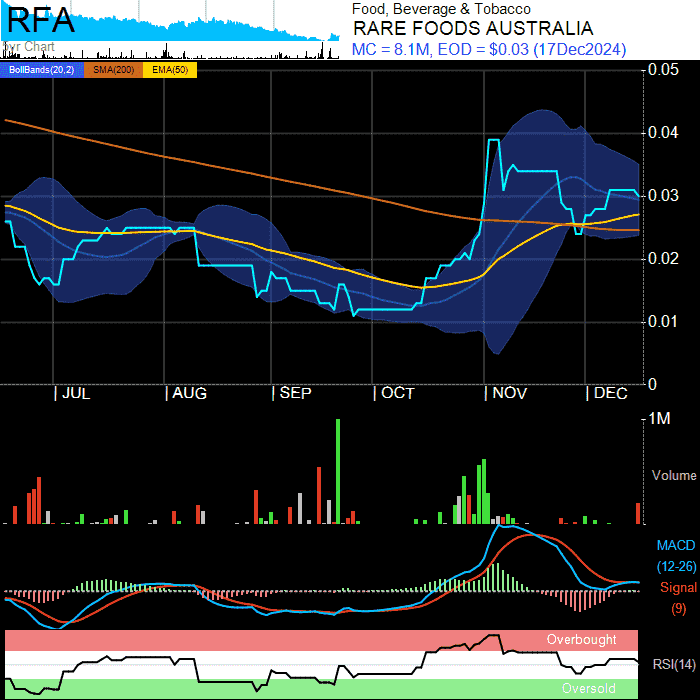 RFA
5yr Chart
Food, Beverage & Tobacco
RARE FOODS AUSTRALIA
MC = 8.1M, EOD = $0.03 (17Dec2024)
BollBands(20,2) SMA(200) EMA(50)
0.05
0.04
0.03
0.02
0.01
0
| JUL | AUG | SEP | OCT | NOV | DEC
1M
Volume
MACD
(12-26)
Signal
(9)
Overbought
RSI(14)
Oversold